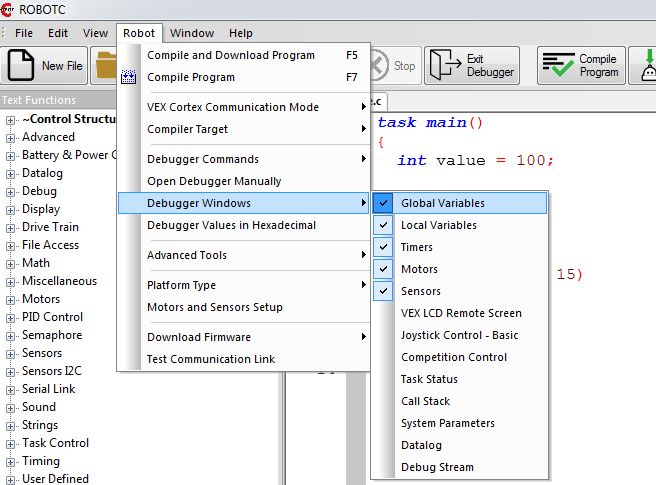 ROBOTC
File Edit View Robot Window Help
New File
Stop
Exit Debugger
Compile Program
Text Functions
~Control Structu
Advanced
Battery & Power C
Datalog
Debug
Display
Drive Train
File Access
Math
Miscellaneous
Motors
PID Control
Semaphore
Sensors
Sensors I2C
Serial Link
Sound
Strings
Task Control
Timing
User Defined
Compile and Download Program F5
Compile Program F7
VEX Cortex Communication Mode
Compiler Target
Debugger Commands
Open Debugger Manually
Debugger Windows
Debugger Values in Hexadecimal
Advanced Tools
Platform Type
Motors and Sensors Setup
Download Firmware
Test Communication Link
Global Variables
Local Variables
Timers
Motors
Sensors
VEX LCD Remote Screen
Joystick Control - Basic
Competition Control
Task Status
Call Stack
System Parameters
Datalog
Debug Stream
e.c
task main()
{
int value = 100;
15)